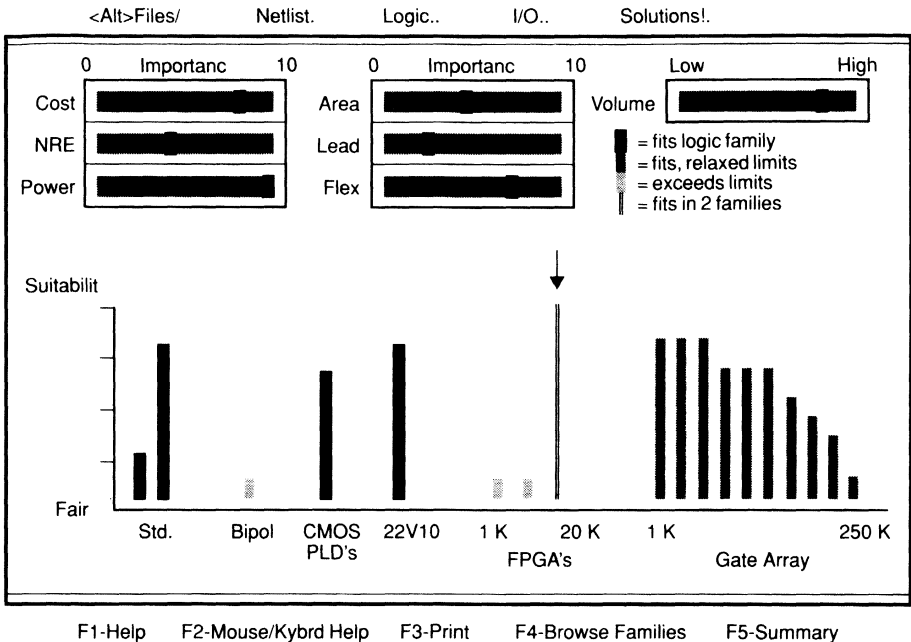 <Alt>Files/ Netlist. Logic.. I/O.. Solutions!.
0 Importanc 10 0 Importanc 10 Low High
Cost Area Volume
NRE Lead = fits logic family
= fits, relaxed limits
Power Flex = exceeds limits
= fits in 2 families
Suitabilit
Fair
Std. Bipol CMOS 22V10 1 K 20 K 1 K 250 K
PLD's FPGA's Gate Array
F1-Help F2-Mouse/Kybrd Help F3-Print F4-Browse Families F5-Summary